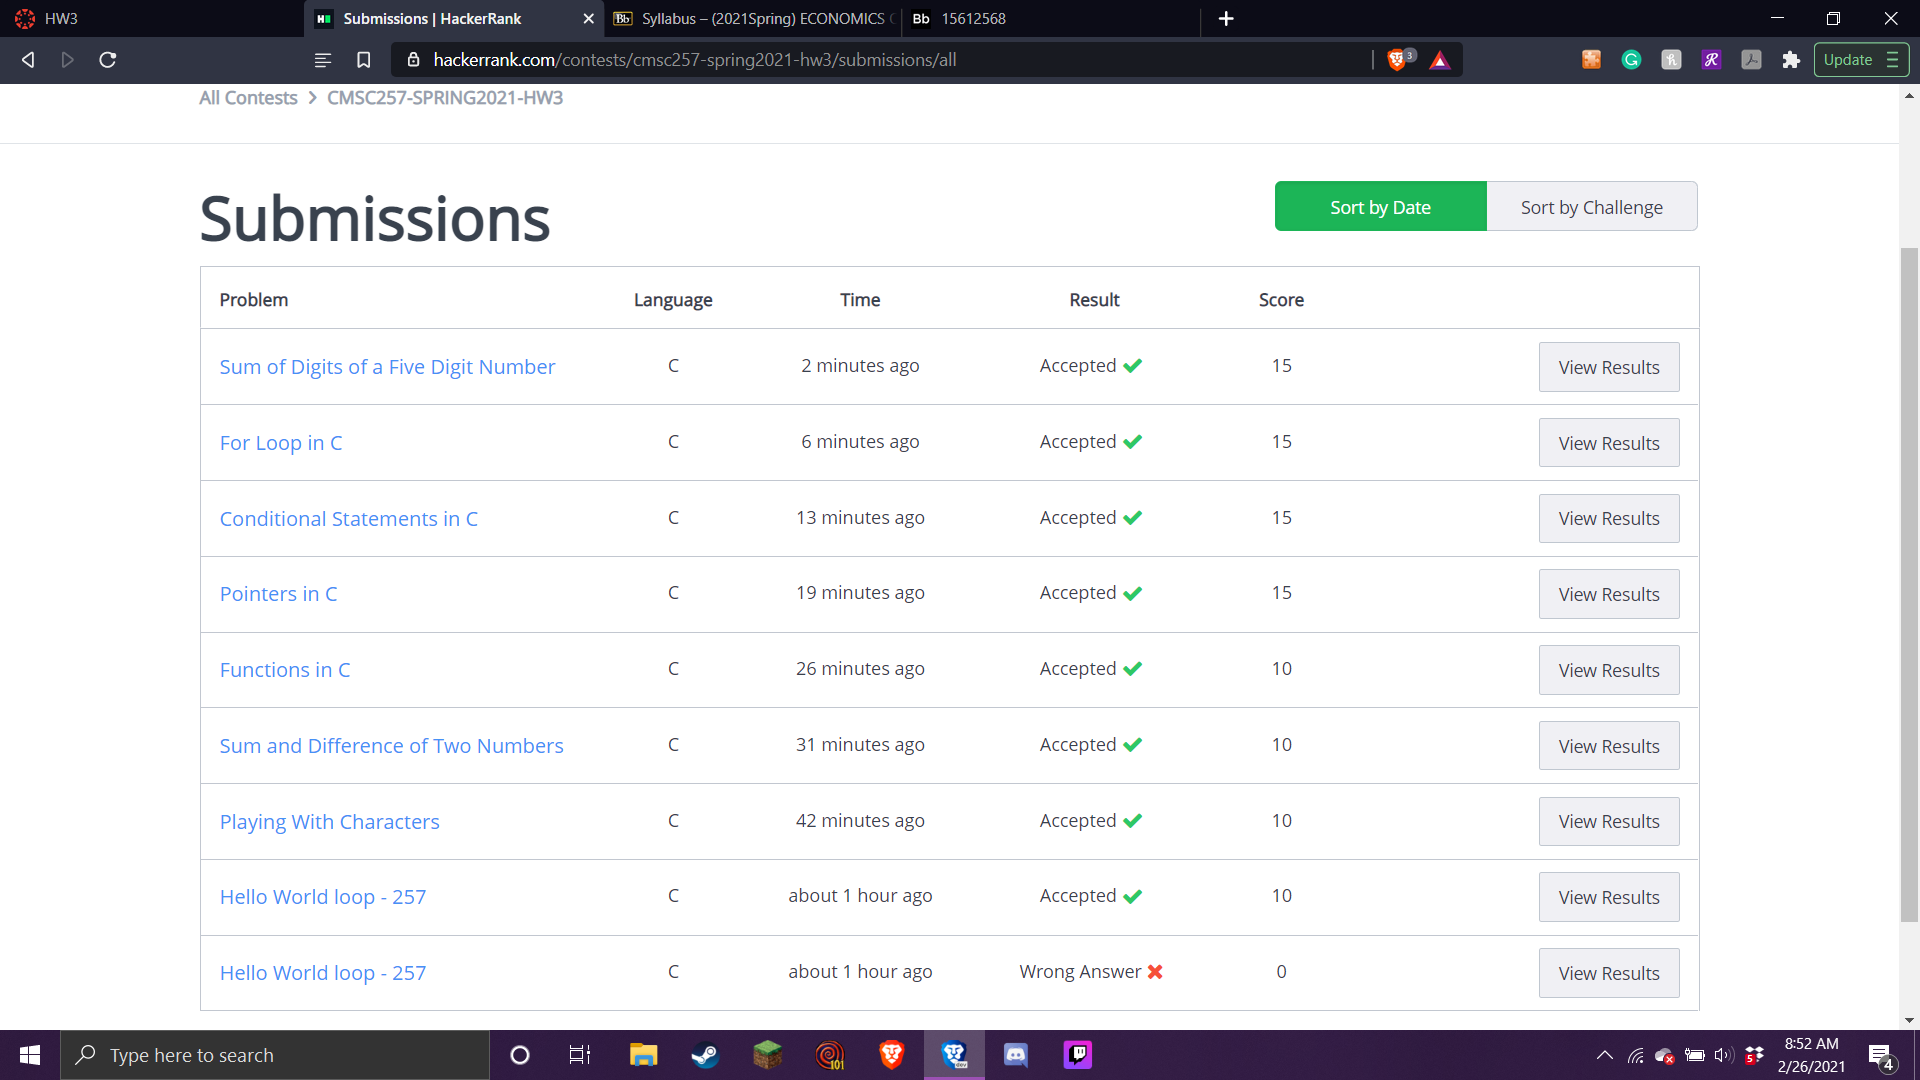 HW3
Submissions | HackerRank
Syllabus – (2021Spring) ECONOMICS
Bb 15612568
hackerrank.com/contests/cmsc257-spring2021-hw3/submissions/all
3
Update
All Contests > CMSC257-SPRING2021-HW3
Submissions
Sort by Date
Sort by Challenge
Problem Language Time Result Score
Sum of Digits of a Five Digit Number C 2 minutes ago Accepted 15 View Results
For Loop in C C 6 minutes ago Accepted 15 View Results
Conditional Statements in C C 13 minutes ago Accepted 15 View Results
Pointers in C C 19 minutes ago Accepted 15 View Results
Functions in C C 26 minutes ago Accepted 10 View Results
Sum and Difference of Two Numbers C 31 minutes ago Accepted 10 View Results
Playing With Characters C 42 minutes ago Accepted 10 View Results
Hello World loop - 257 C about 1 hour ago Accepted 10 View Results
Hello World loop - 257 C about 1 hour ago Wrong Answer 0 View Results
Type here to search
101
dev
5
8:52 AM
2/26/2021
4